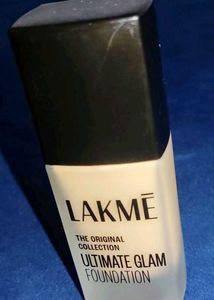 LAKMĒ
THE ORIGINAL
COLLECTION
ULTIMATE GLAM
FOUNDATION